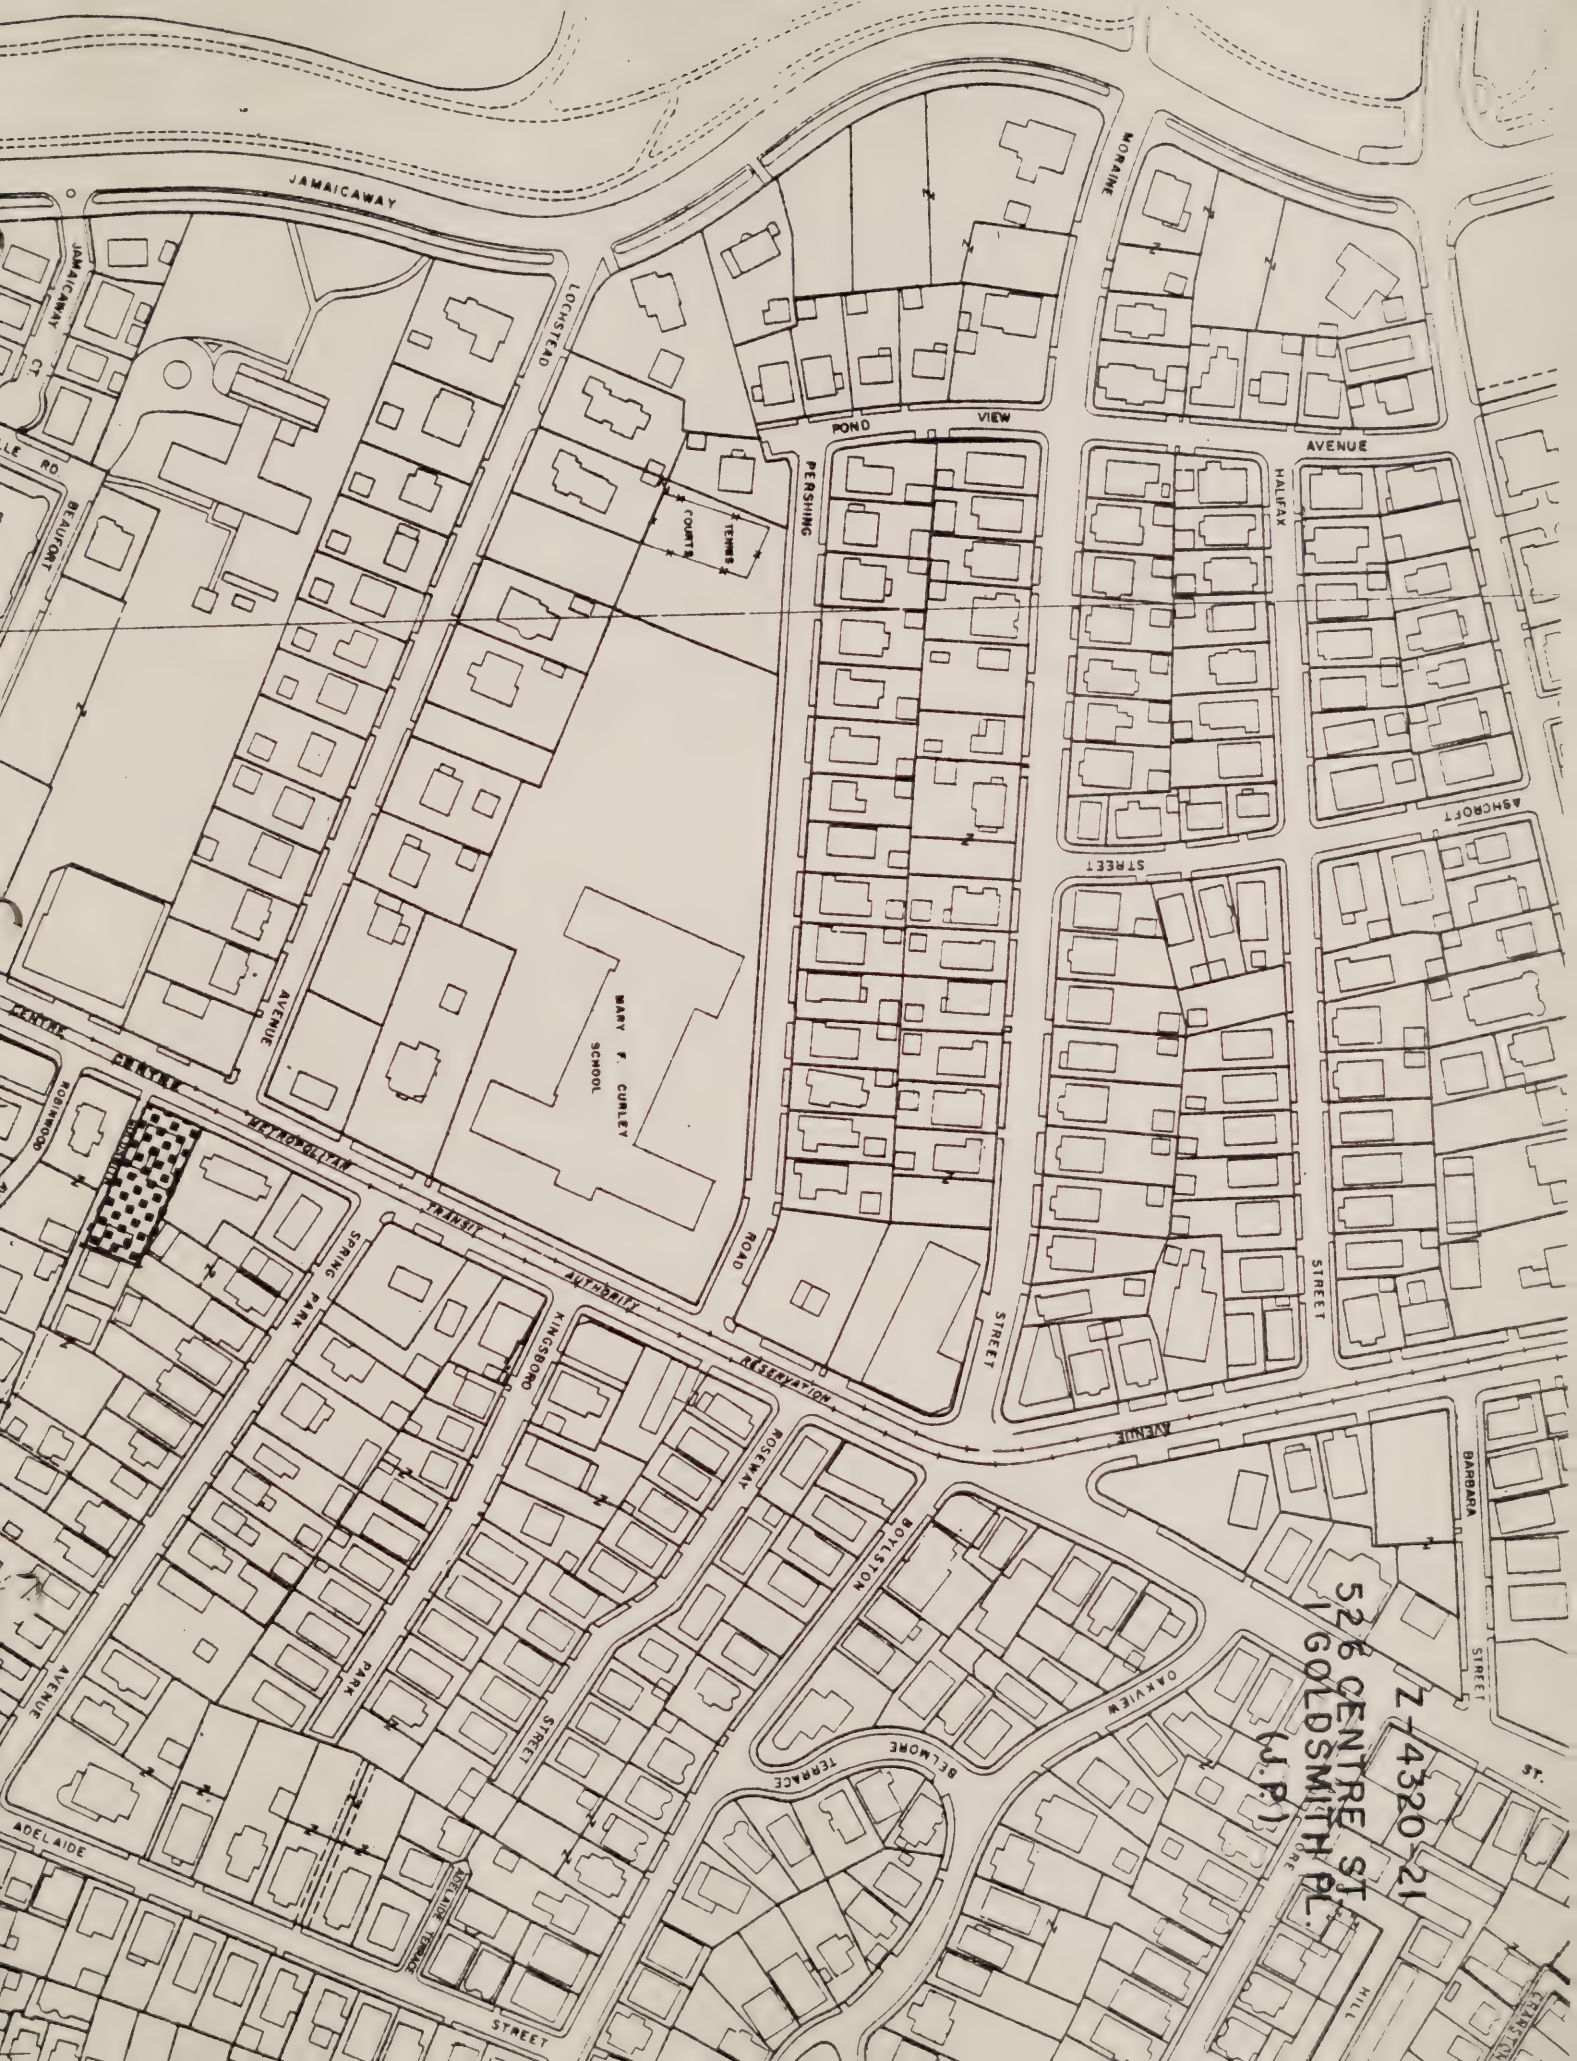 JAMAICAWAY
MORAINE
JAMAICAWAY
CT.
LOCHSTEAD
POND
VIEW
AVENUE
RD.
BEAUFORT
PERSHING
HALIFAX
TENNIS
COURTS
ASHCROFT
STREET
AVENUE
MARY F. CURLEY
SCHOOL
CENTRE
CENTRE
METROPOLITAN
TRANSIT
AUTHORITY
RESERVATION
AVENUE
ROBINWOOD
SPRING
PARK
AVENUE
ROAD
STREET
STREET
KINGSBORO
PARK
ROSEWAY
STREET
BOYLSTON
BARBARA
STREET
OAKVIEW
BELMORE
TERRACE
ST.
Z-4320-21
526 CENTRE ST
1 GOLDSMITH PL.
(J.P.)
ADELAIDE
STREET
ADELAIDE TERRACE
HILL